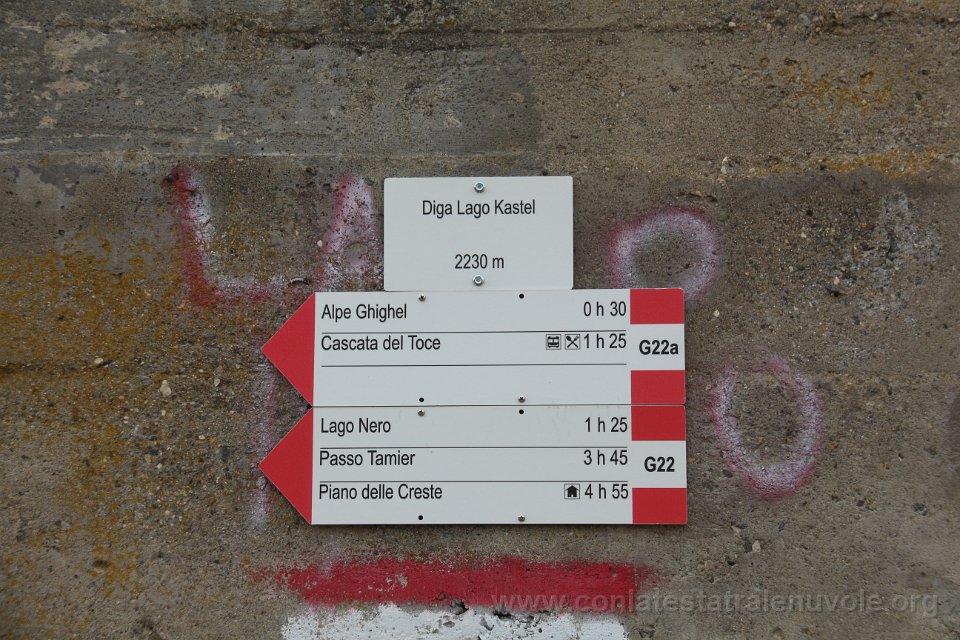 Diga Lago Kastel
2230 m
Alpe Ghighel 0 h 30
Cascata del Toce 1 h 25
G22a
Lago Nero 1 h 25
Passo Tamier 3 h 45
Piano delle Creste 4 h 55
G22
www.conlatestatralenuvole.org